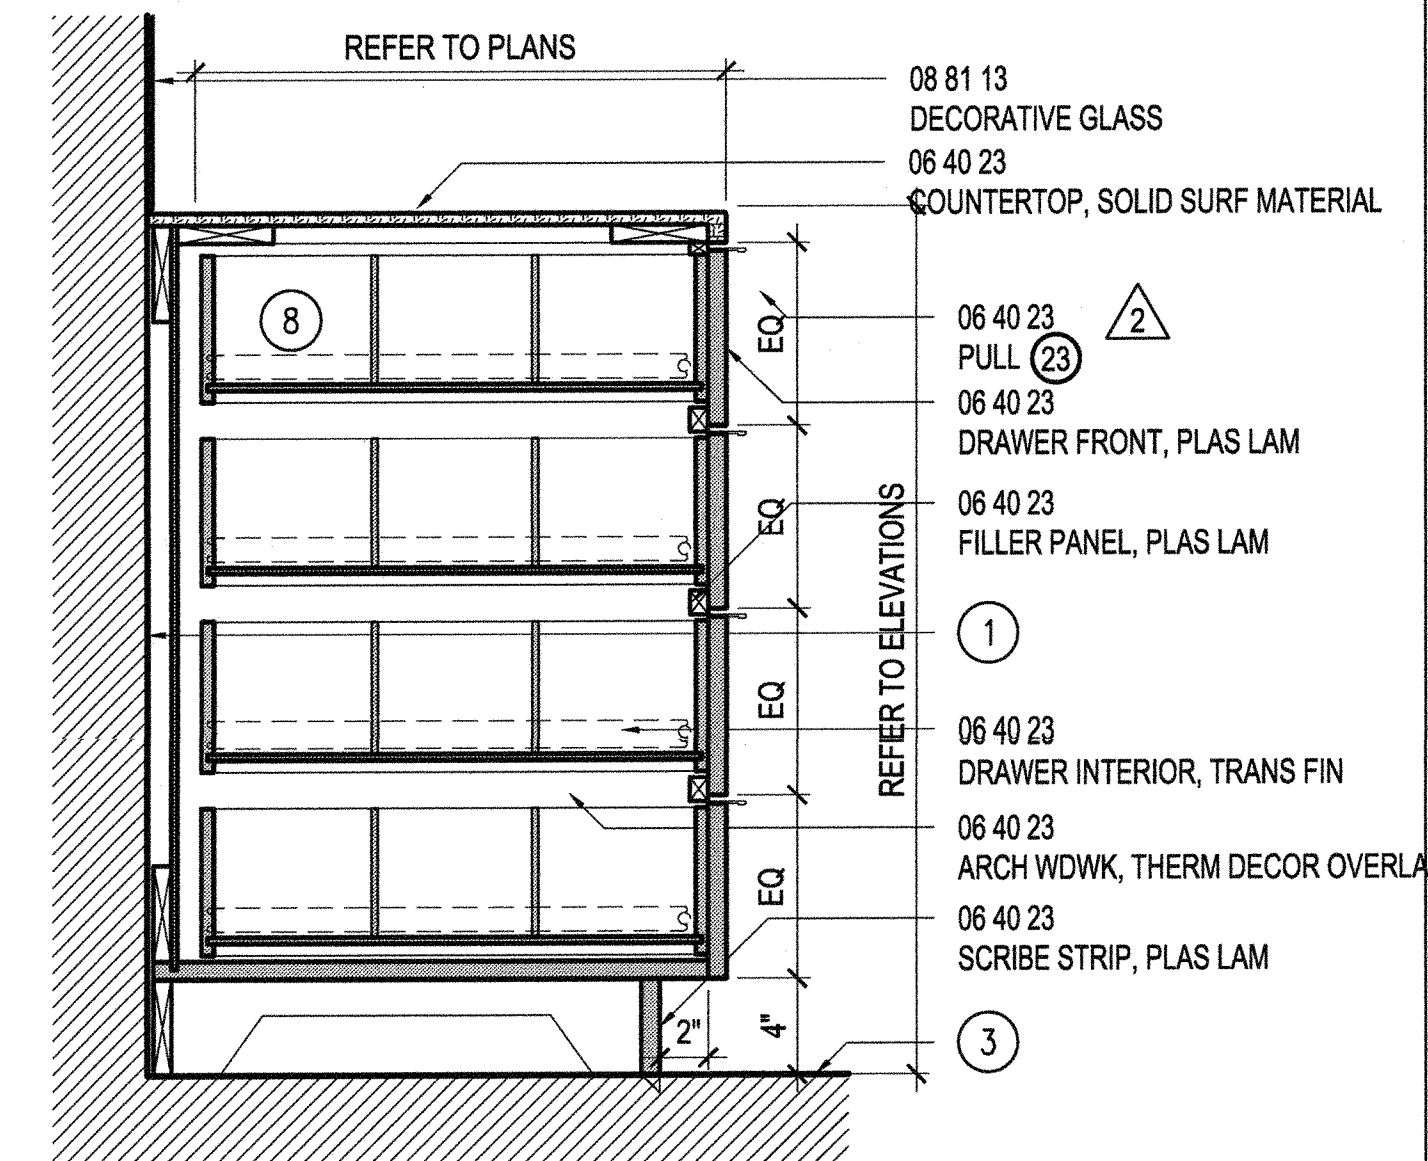 REFER TO PLANS
08 81 13
DECORATIVE GLASS
06 40 23
COUNTERTOP, SOLID SURF MATERIAL
8
EQ
06 40 23
2
PULL 23
06 40 23
DRAWER FRONT, PLAS LAM
EQ
06 40 23
FILLER PANEL, PLAS LAM
REFER TO ELEVATIONS
1
EQ
06 40 23
DRAWER INTERIOR, TRANS FIN
06 40 23
ARCH WDWK, THERM DECOR OVERLA
EQ
06 40 23
SCRIBE STRIP, PLAS LAM
2"
4"
3